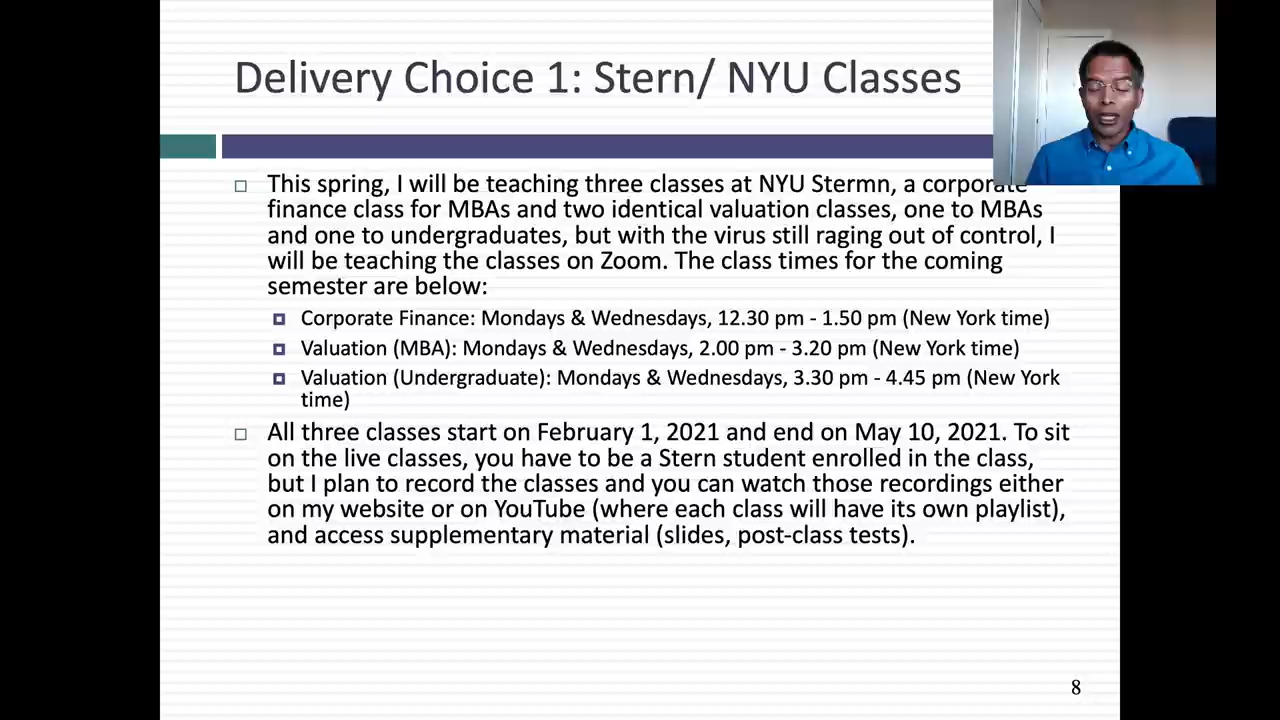 Delivery Choice 1: Stern/ NYU Classes
This spring, I will be teaching three classes at NYU Stermn, a corporate
finance class for MBAs and two identical valuation classes, one to MBAs
and one to undergraduates, but with the virus still raging out of control, I
will be teaching the classes on Zoom. The class times for the coming
semester are below:
Corporate Finance: Mondays & Wednesdays, 12.30 pm - 1.50 pm (New York time)
Valuation (MBA): Mondays & Wednesdays, 2.00 pm - 3.20 pm (New York time)
Valuation (Undergraduate): Mondays & Wednesdays, 3.30 pm - 4.45 pm (New York
time)
All three classes start on February 1, 2021 and end on May 10, 2021. To sit
on the live classes, you have to be a Stern student enrolled in the class,
but I plan to record the classes and you can watch those recordings either
on my website or on YouTube (where each class will have its own playlist),
and access supplementary material (slides, post-class tests).
8